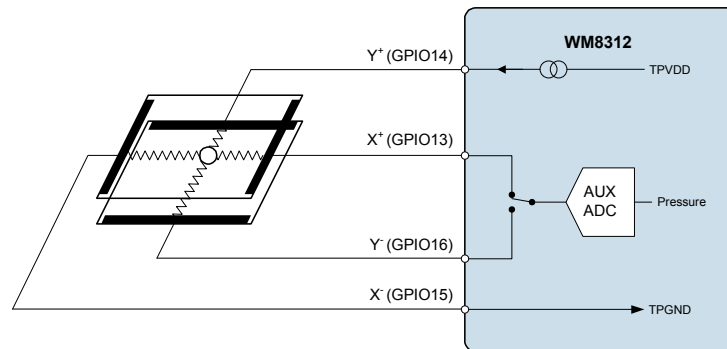 WM8312
Y+ (GPIO14)
TPVDD
X+ (GPIO13)
AUX
ADC
Pressure
Y- (GPIO16)
X- (GPIO15)
TPGND